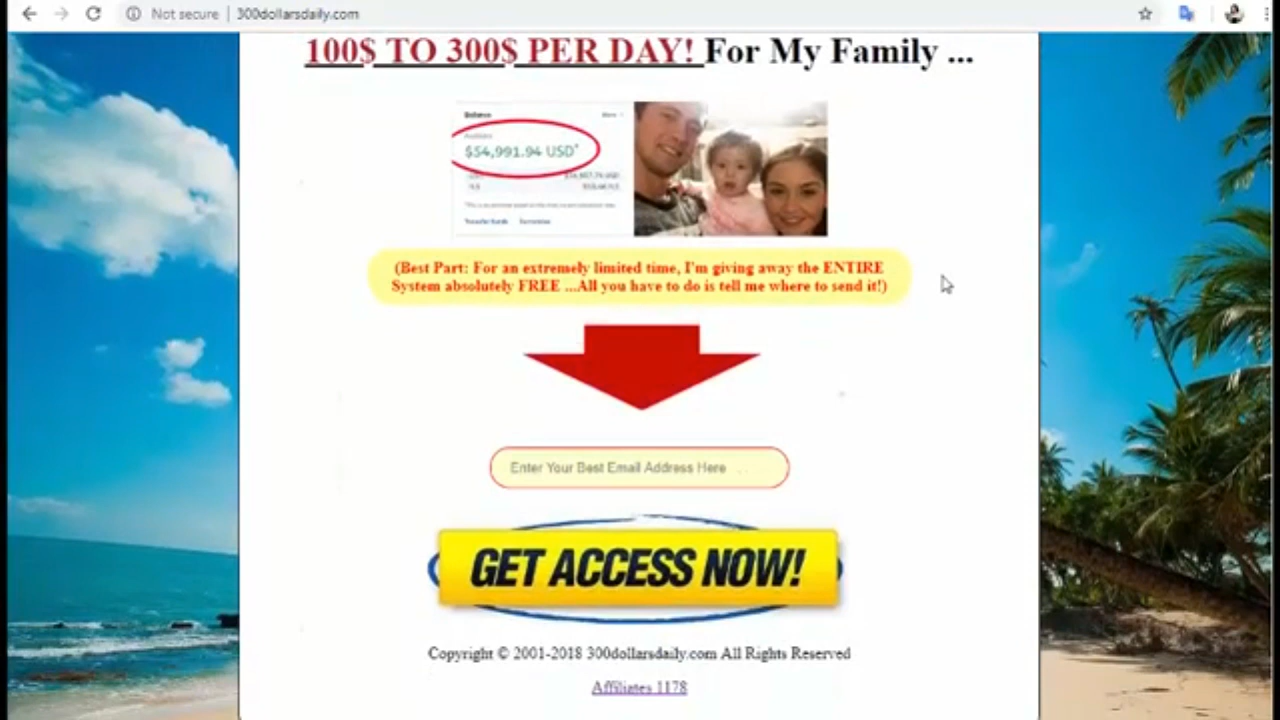 Not secure | 300dollarsdaily.com
100$ TO 300$ PER DAY! For My Family ...
Balance
$54,991.94 USD*
(Best Part: For an extremely limited time, I'm giving away the ENTIRE
System absolutely FREE ...All you have to do is tell me where to send it!)
Enter Your Best Email Address Here
GET ACCESS NOW!
Copyright © 2001-2018 300dollarsdaily.com All Rights Reserved
Affiliates 1178